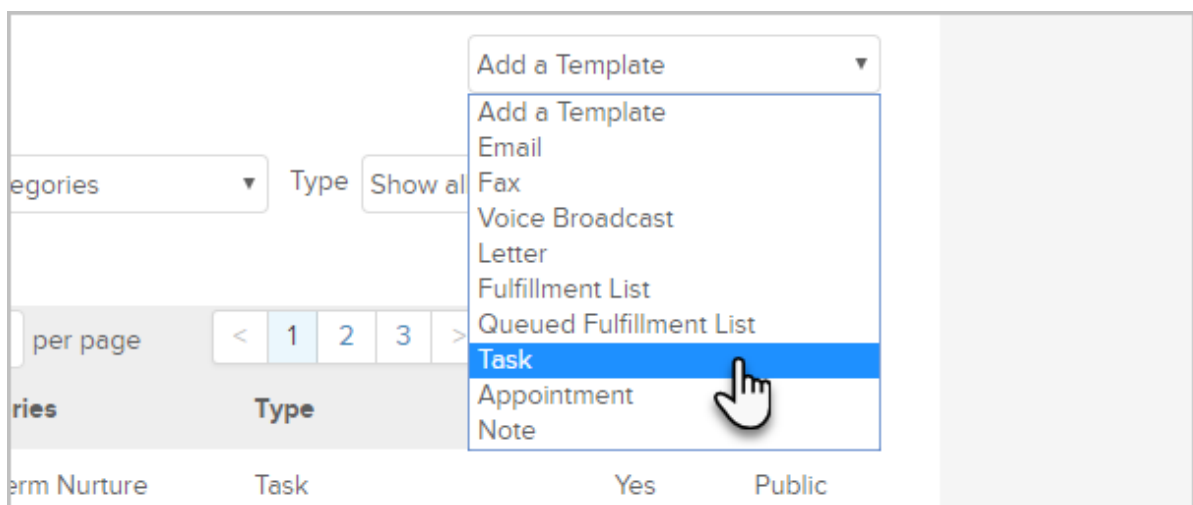 Add a Template
Add a Template
Email
egories Type Show all Fax
Voice Broadcast
Letter
Fulfillment List
per page < 1 2 3 > Queued Fulfillment List
Task
ries Type Appointment
Note
erm Nurture Task Yes Public